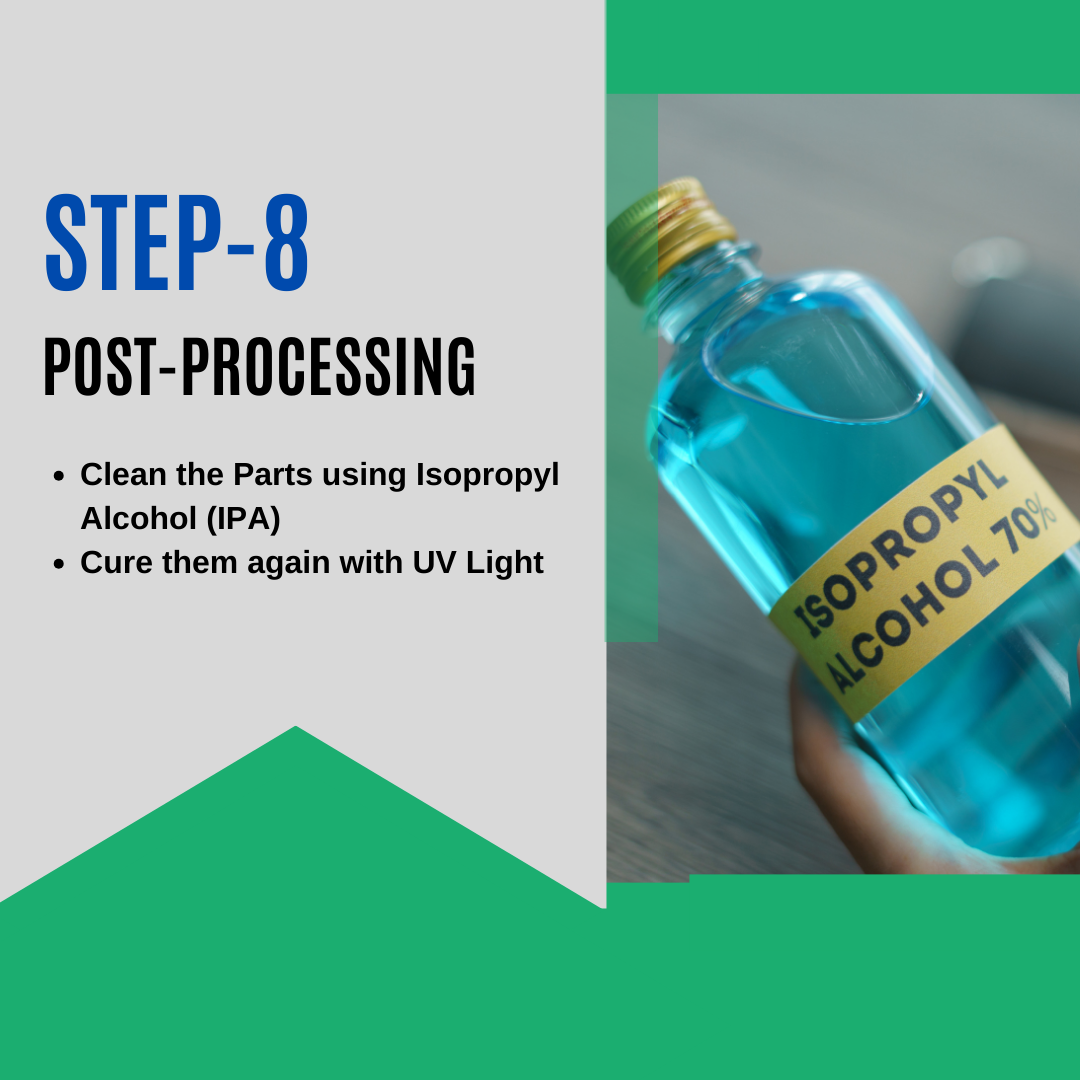 STEP-8
POST-PROCESSING
• Clean the Parts using Isopropyl
Alcohol (IPA)
• Cure them again with UV Light
ISOPROPYL
ALCOHOL 70%